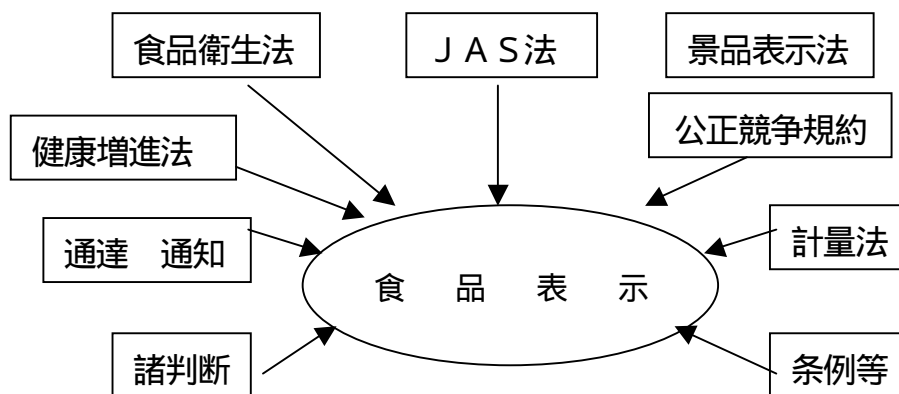 食品衛生法
ＪＡＳ法
景品表示法
公正競争規約
健康増進法
通達　通知
計量法
食　品　表　示
諸判断
条例等